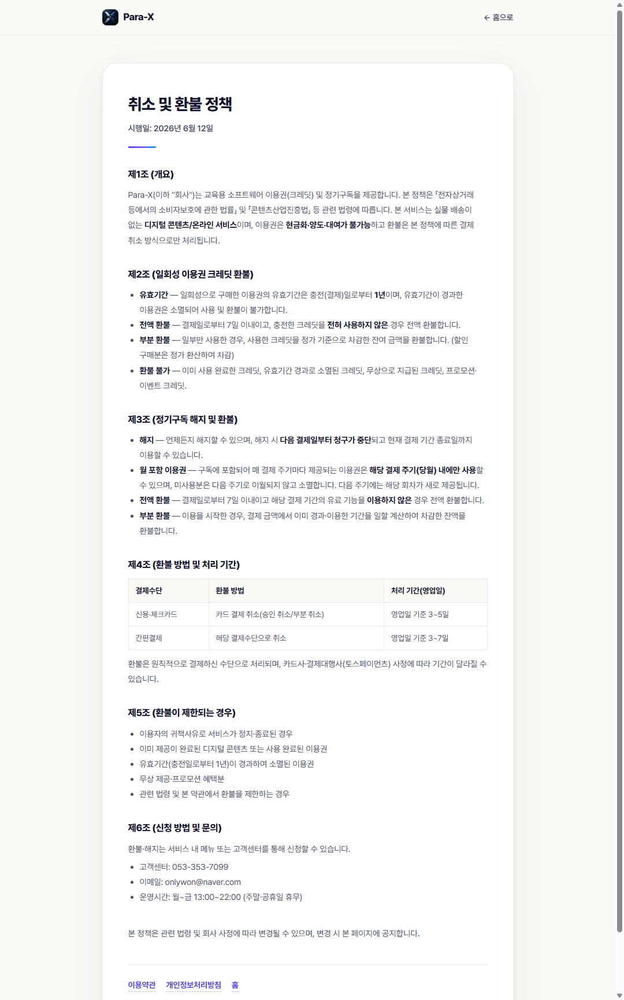 Para-X
← 홈으로
취소 및 환불 정책
시행일: 2026년 6월 12일
제1조 (개요)
Para-X(이하 "회사")는 교육용 소프트웨어 이용권(크레딧) 및 정기구독을 제공합니다. 본 정책은 「전자상거래
등에서의 소비자보호에 관한 법률」 및 「콘텐츠산업진흥법」 등 관련 법령에 따릅니다. 본 서비스는 실물 배송이
없는 디지털 콘텐츠/온라인 서비스이며, 이용권은 현금화·양도·대여가 불가능하고 환불은 본 정책에 따른 결제
취소 방식으로만 처리됩니다.
제2조 (일회성 이용권 크레딧 환불)
• 유효기간 — 일회성으로 구매한 이용권의 유효기간은 충전(결제)일로부터 1년이며, 유효기간이 경과한
이용권은 소멸되어 사용 및 환불이 불가합니다.
• 전액 환불 — 결제일로부터 7일 이내이고, 충전한 크레딧을 전혀 사용하지 않은 경우 전액 환불합니다.
• 부분 환불 — 일부만 사용한 경우, 사용한 크레딧을 정가 기준으로 차감한 잔여 금액을 환불합니다. (할인
구매분은 정가 환산하여 차감)
• 환불 불가 — 이미 사용 완료한 크레딧, 유효기간 경과로 소멸된 크레딧, 무상으로 지급된 크레딧, 프로모션·
이벤트 크레딧.
제3조 (정기구독 해지 및 환불)
• 해지 — 언제든지 해지할 수 있으며, 해지 시 다음 결제일부터 청구가 중단되고 현재 결제 기간 종료일까지
이용할 수 있습니다.
• 월 포함 이용권 — 구독에 포함되어 매 결제 주기마다 제공되는 이용권은 해당 결제 주기(당월) 내에만 사용할
수 있으며, 미사용분은 다음 주기로 이월되지 않고 소멸합니다. 다음 주기에는 해당 회차가 새로 제공됩니다.
• 전액 환불 — 결제일로부터 7일 이내이고 해당 결제 기간의 유료 기능을 이용하지 않은 경우 전액 환불합니다.
• 부분 환불 — 이용을 시작한 경우, 결제 금액에서 이미 경과·이용한 기간을 일할 계산하여 차감한 잔액을
환불합니다.
제4조 (환불 방법 및 처리 기간)
결제수단 환불 방법 처리 기간(영업일)
신용·체크카드 카드 결제 취소(승인 취소/부분 취소) 영업일 기준 3~5일
간편결제 해당 결제수단으로 취소 영업일 기준 3~7일
환불은 원칙적으로 결제하신 수단으로 처리되며, 카드사·결제대행사(토스페이먼츠) 사정에 따라 기간이 달라질 수
있습니다.
제5조 (환불이 제한되는 경우)
• 이용자의 귀책사유로 서비스가 정지·종료된 경우
• 이미 제공이 완료된 디지털 콘텐츠 또는 사용 완료된 이용권
• 유효기간(충전일로부터 1년)이 경과하여 소멸된 이용권
• 무상 제공·프로모션 혜택분
• 관련 법령 및 본 약관에서 환불을 제한하는 경우
제6조 (신청 방법 및 문의)
환불·해지는 서비스 내 메뉴 또는 고객센터를 통해 신청할 수 있습니다.
• 고객센터: 053-353-7099
• 이메일: onlywon@naver.com
• 운영시간: 월~금 13:00~22:00 (주말·공휴일 휴무)
본 정책은 관련 법령 및 회사 사정에 따라 변경될 수 있으며, 변경 시 본 페이지에 공지합니다.
이용약관 개인정보처리방침 홈